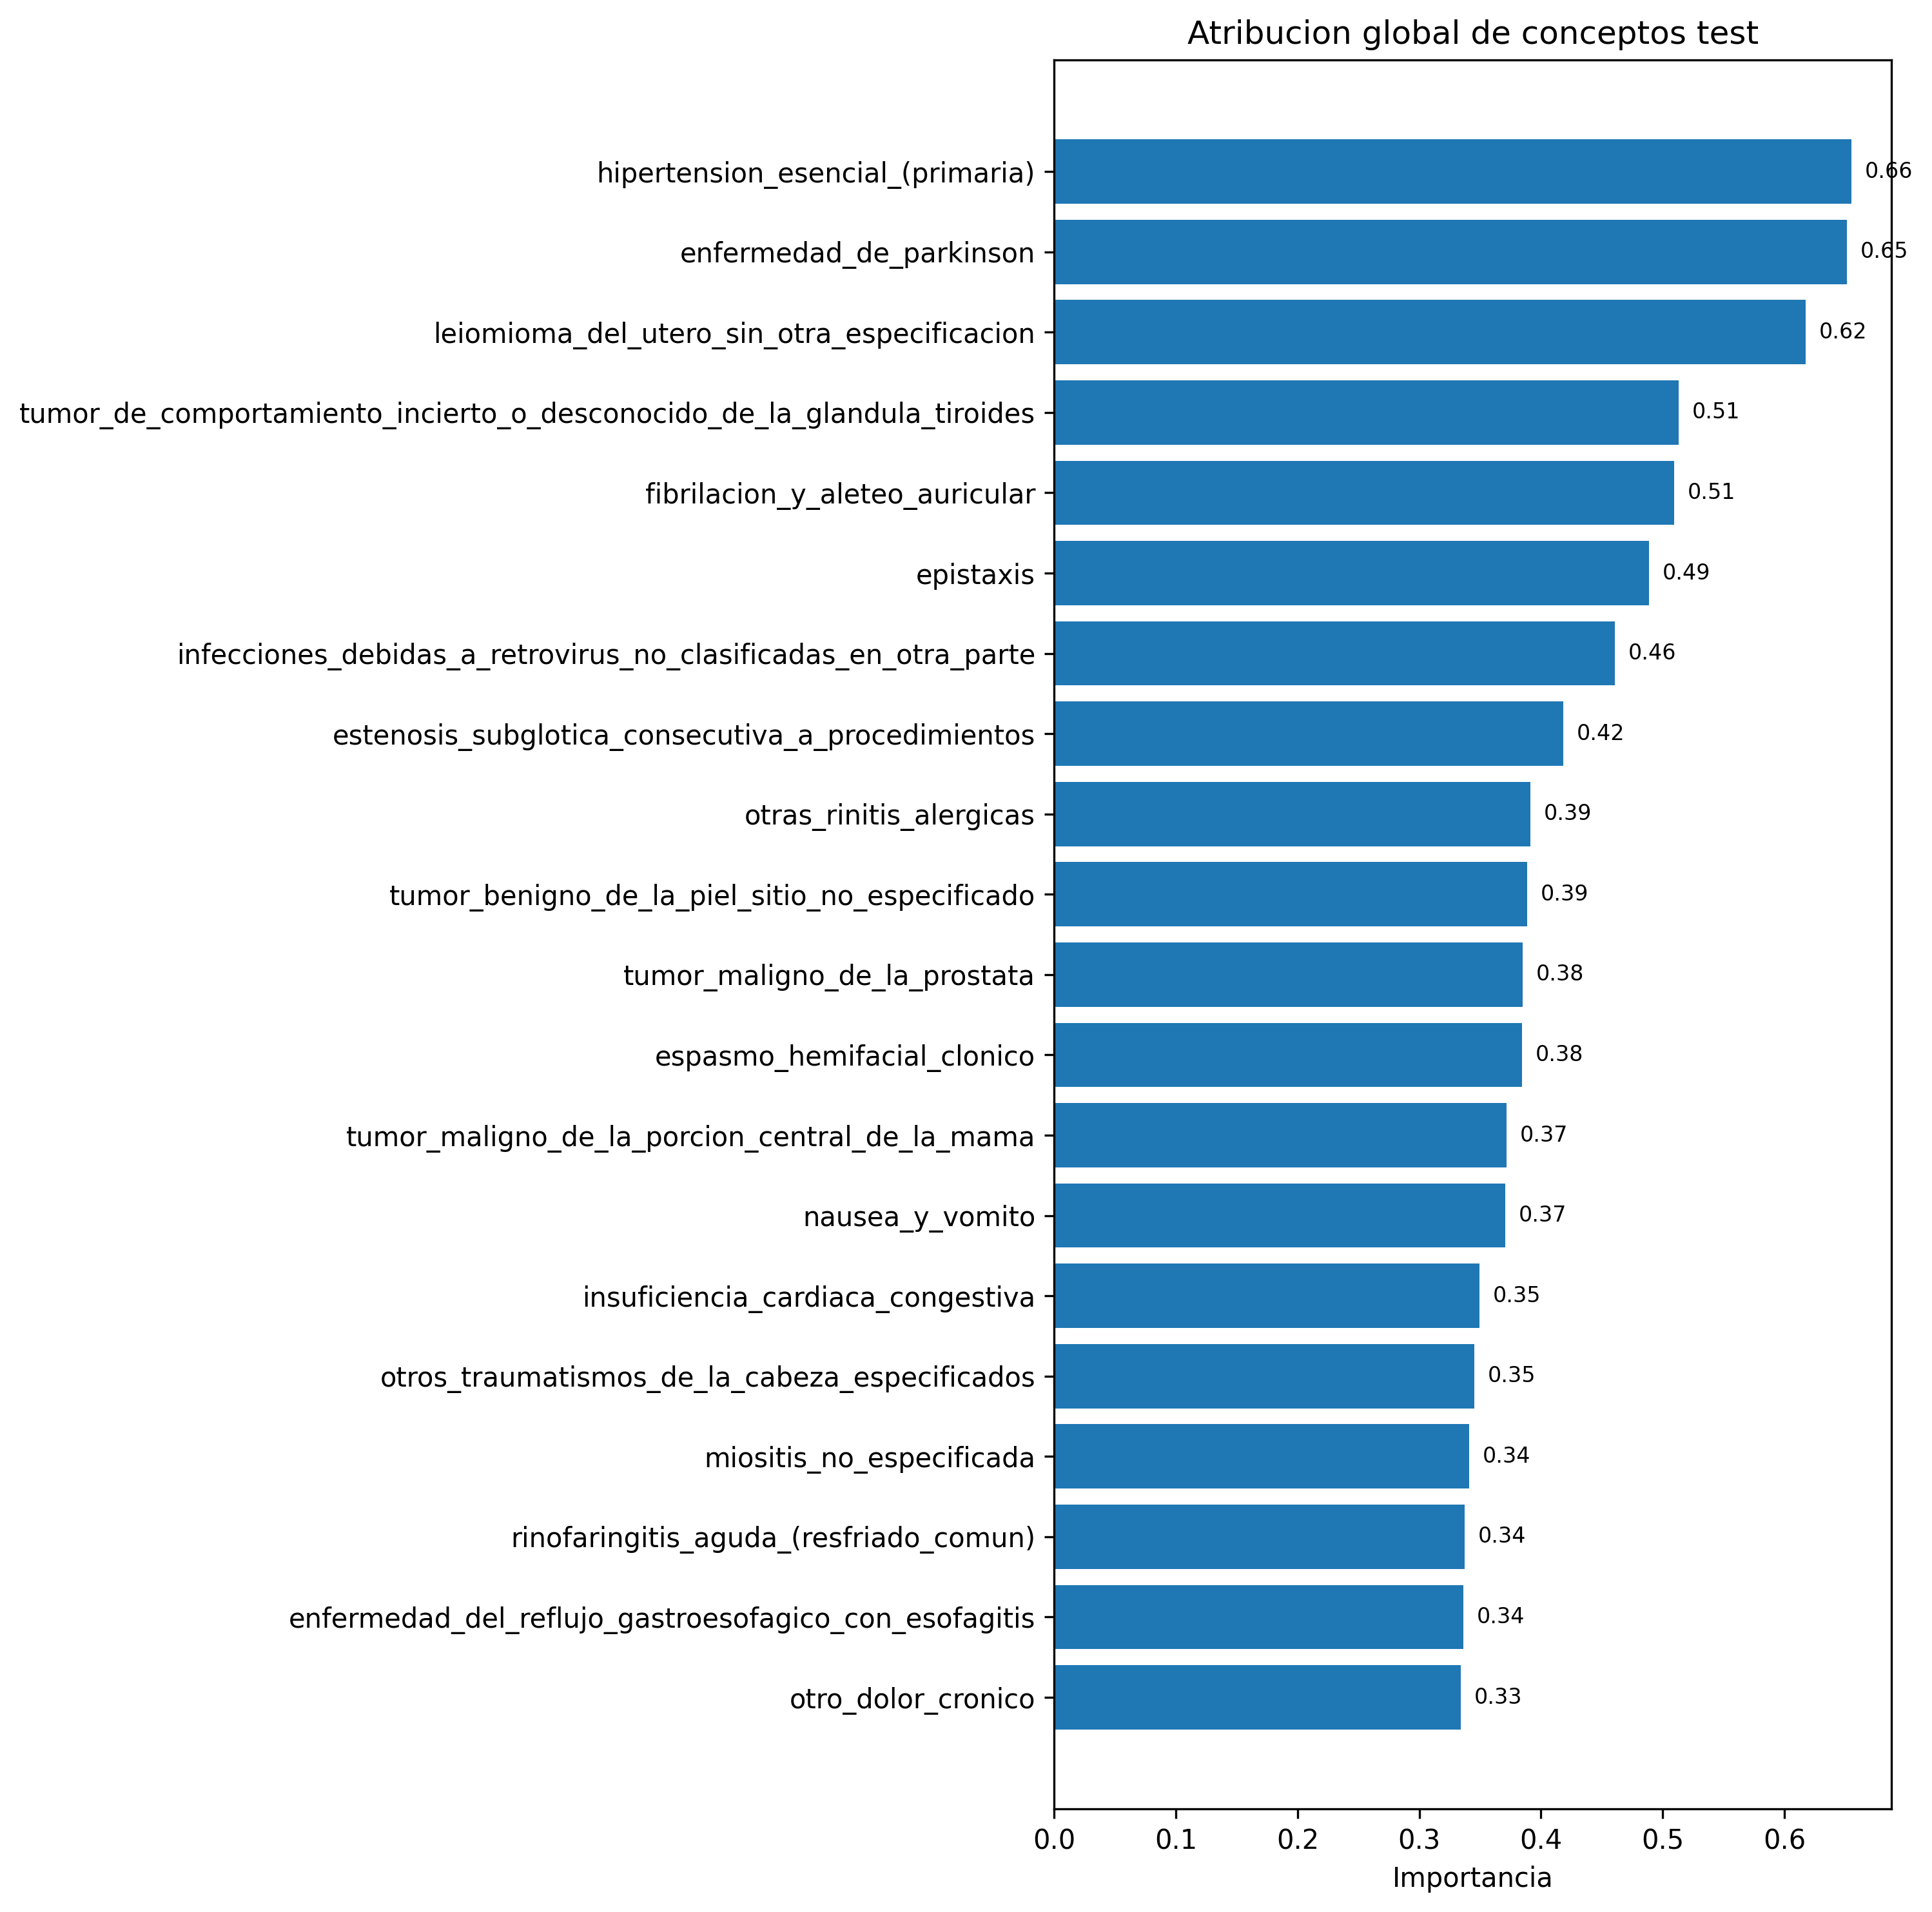 Atribucion global de conceptos test
hipertension_esencial_(primaria) 0.66
enfermedad_de_parkinson 0.65
leiomioma_del_utero_sin_otra_especificacion 0.62
tumor_de_comportamiento_incierto_o_desconocido_de_la_glandula_tiroides 0.51
fibrilacion_y_aleteo_auricular 0.51
epistaxis 0.49
infecciones_debidas_a_retrovirus_no_clasificadas_en_otra_parte 0.46
estenosis_subglotica_consecutiva_a_procedimientos 0.42
otras_rinitis_alergicas 0.39
tumor_benigno_de_la_piel_sitio_no_especificado 0.39
tumor_maligno_de_la_prostata 0.38
espasmo_hemifacial_clonico 0.38
tumor_maligno_de_la_porcion_central_de_la_mama 0.37
nausea_y_vomito 0.37
insuficiencia_cardiaca_congestiva 0.35
otros_traumatismos_de_la_cabeza_especificados 0.35
miositis_no_especificada 0.34
rinofaringitis_aguda_(resfriado_comun) 0.34
enfermedad_del_reflujo_gastroesofagico_con_esofagitis 0.34
otro_dolor_cronico 0.33
0.0 0.1 0.2 0.3 0.4 0.5 0.6
Importancia